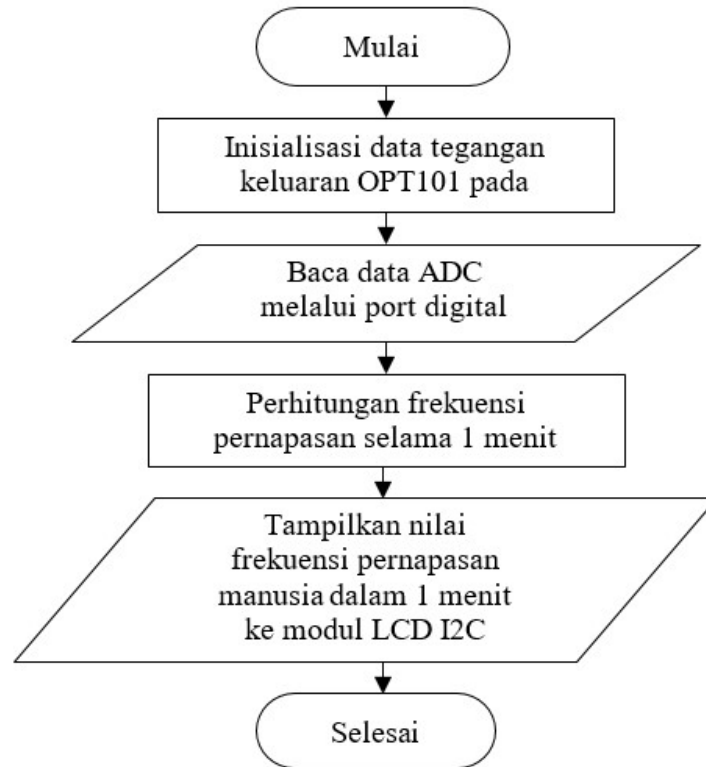 Mulai
Inisialisasi data tegangan
keluaran OPT101 pada
Baca data ADC
melalui port digital
Perhitungan frekuensi
pernapasan selama 1 menit
Tampilkan nilai
frekuensi pernapasan
manusia dalam 1 menit
ke modul LCD I2C
Selesai